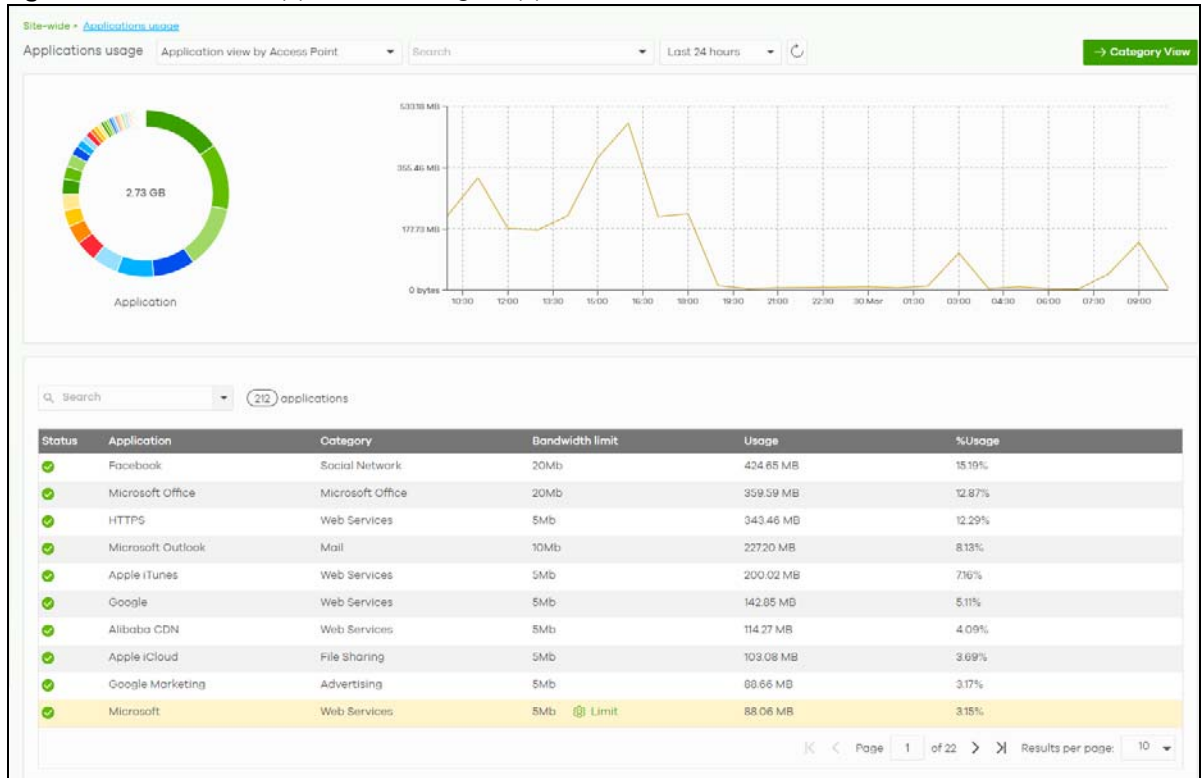 Site-wide ▸ Applications usage
Applications usage Application view by Access Point Search Last 24 hours → Category View
533.18 MB
355.46 MB
177.73 MB
0 bytes
2.73 GB
10:30 12:00 13:30 15:00 16:30 18:00 19:30 21:00 22:30 30 Mar 01:30 03:00 04:30 06:00 07:30 09:00
Application
Search 212 applications
Status Application Category Bandwidth limit Usage %Usage
Facebook Social Network 20Mb 424.65 MB 15.19%
Microsoft Office Microsoft Office 20Mb 359.59 MB 12.87%
HTTPS Web Services 5Mb 343.46 MB 12.29%
Microsoft Outlook Mail 10Mb 227.20 MB 8.13%
Apple iTunes Web Services 5Mb 200.02 MB 7.16%
Google Web Services 5Mb 142.85 MB 5.11%
Alibaba CDN Web Services 5Mb 114.27 MB 4.09%
Apple iCloud File Sharing 5Mb 103.08 MB 3.69%
Google Marketing Advertising 5Mb 88.66 MB 3.17%
Microsoft Web Services 5Mb Limit 88.06 MB 3.15%
Page 1 of 22 Results per page: 10